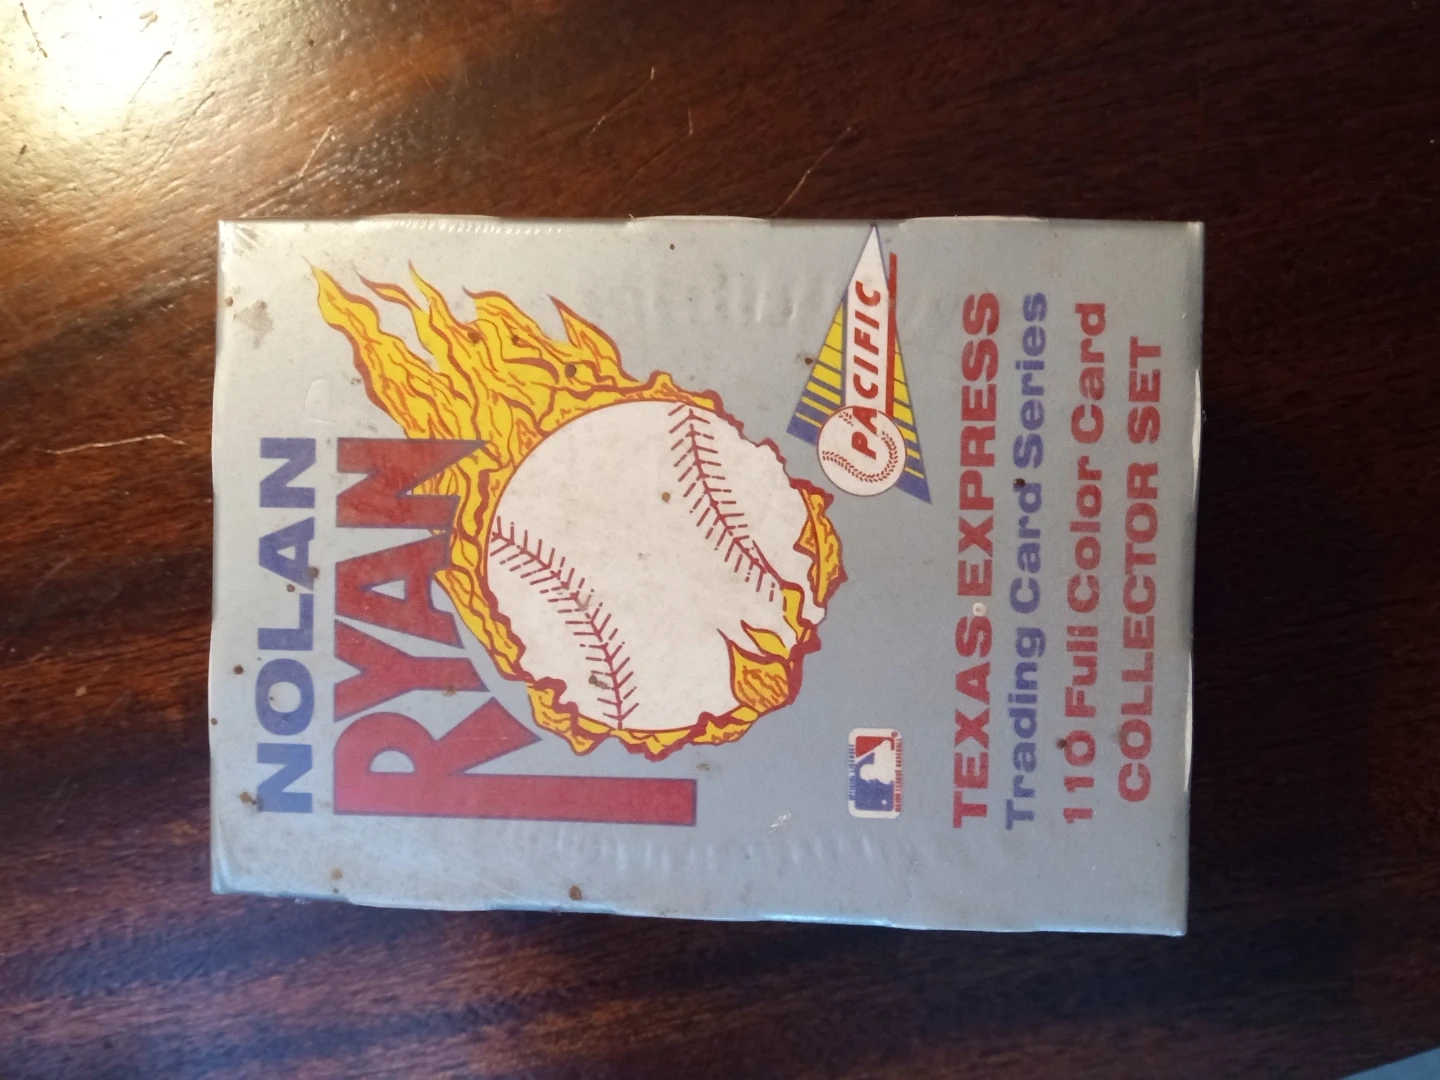 NOLAN
RYAN
PACIFIC
TEXAS EXPRESS
Trading Card Series
110 Full Color Card
COLLECTOR SET